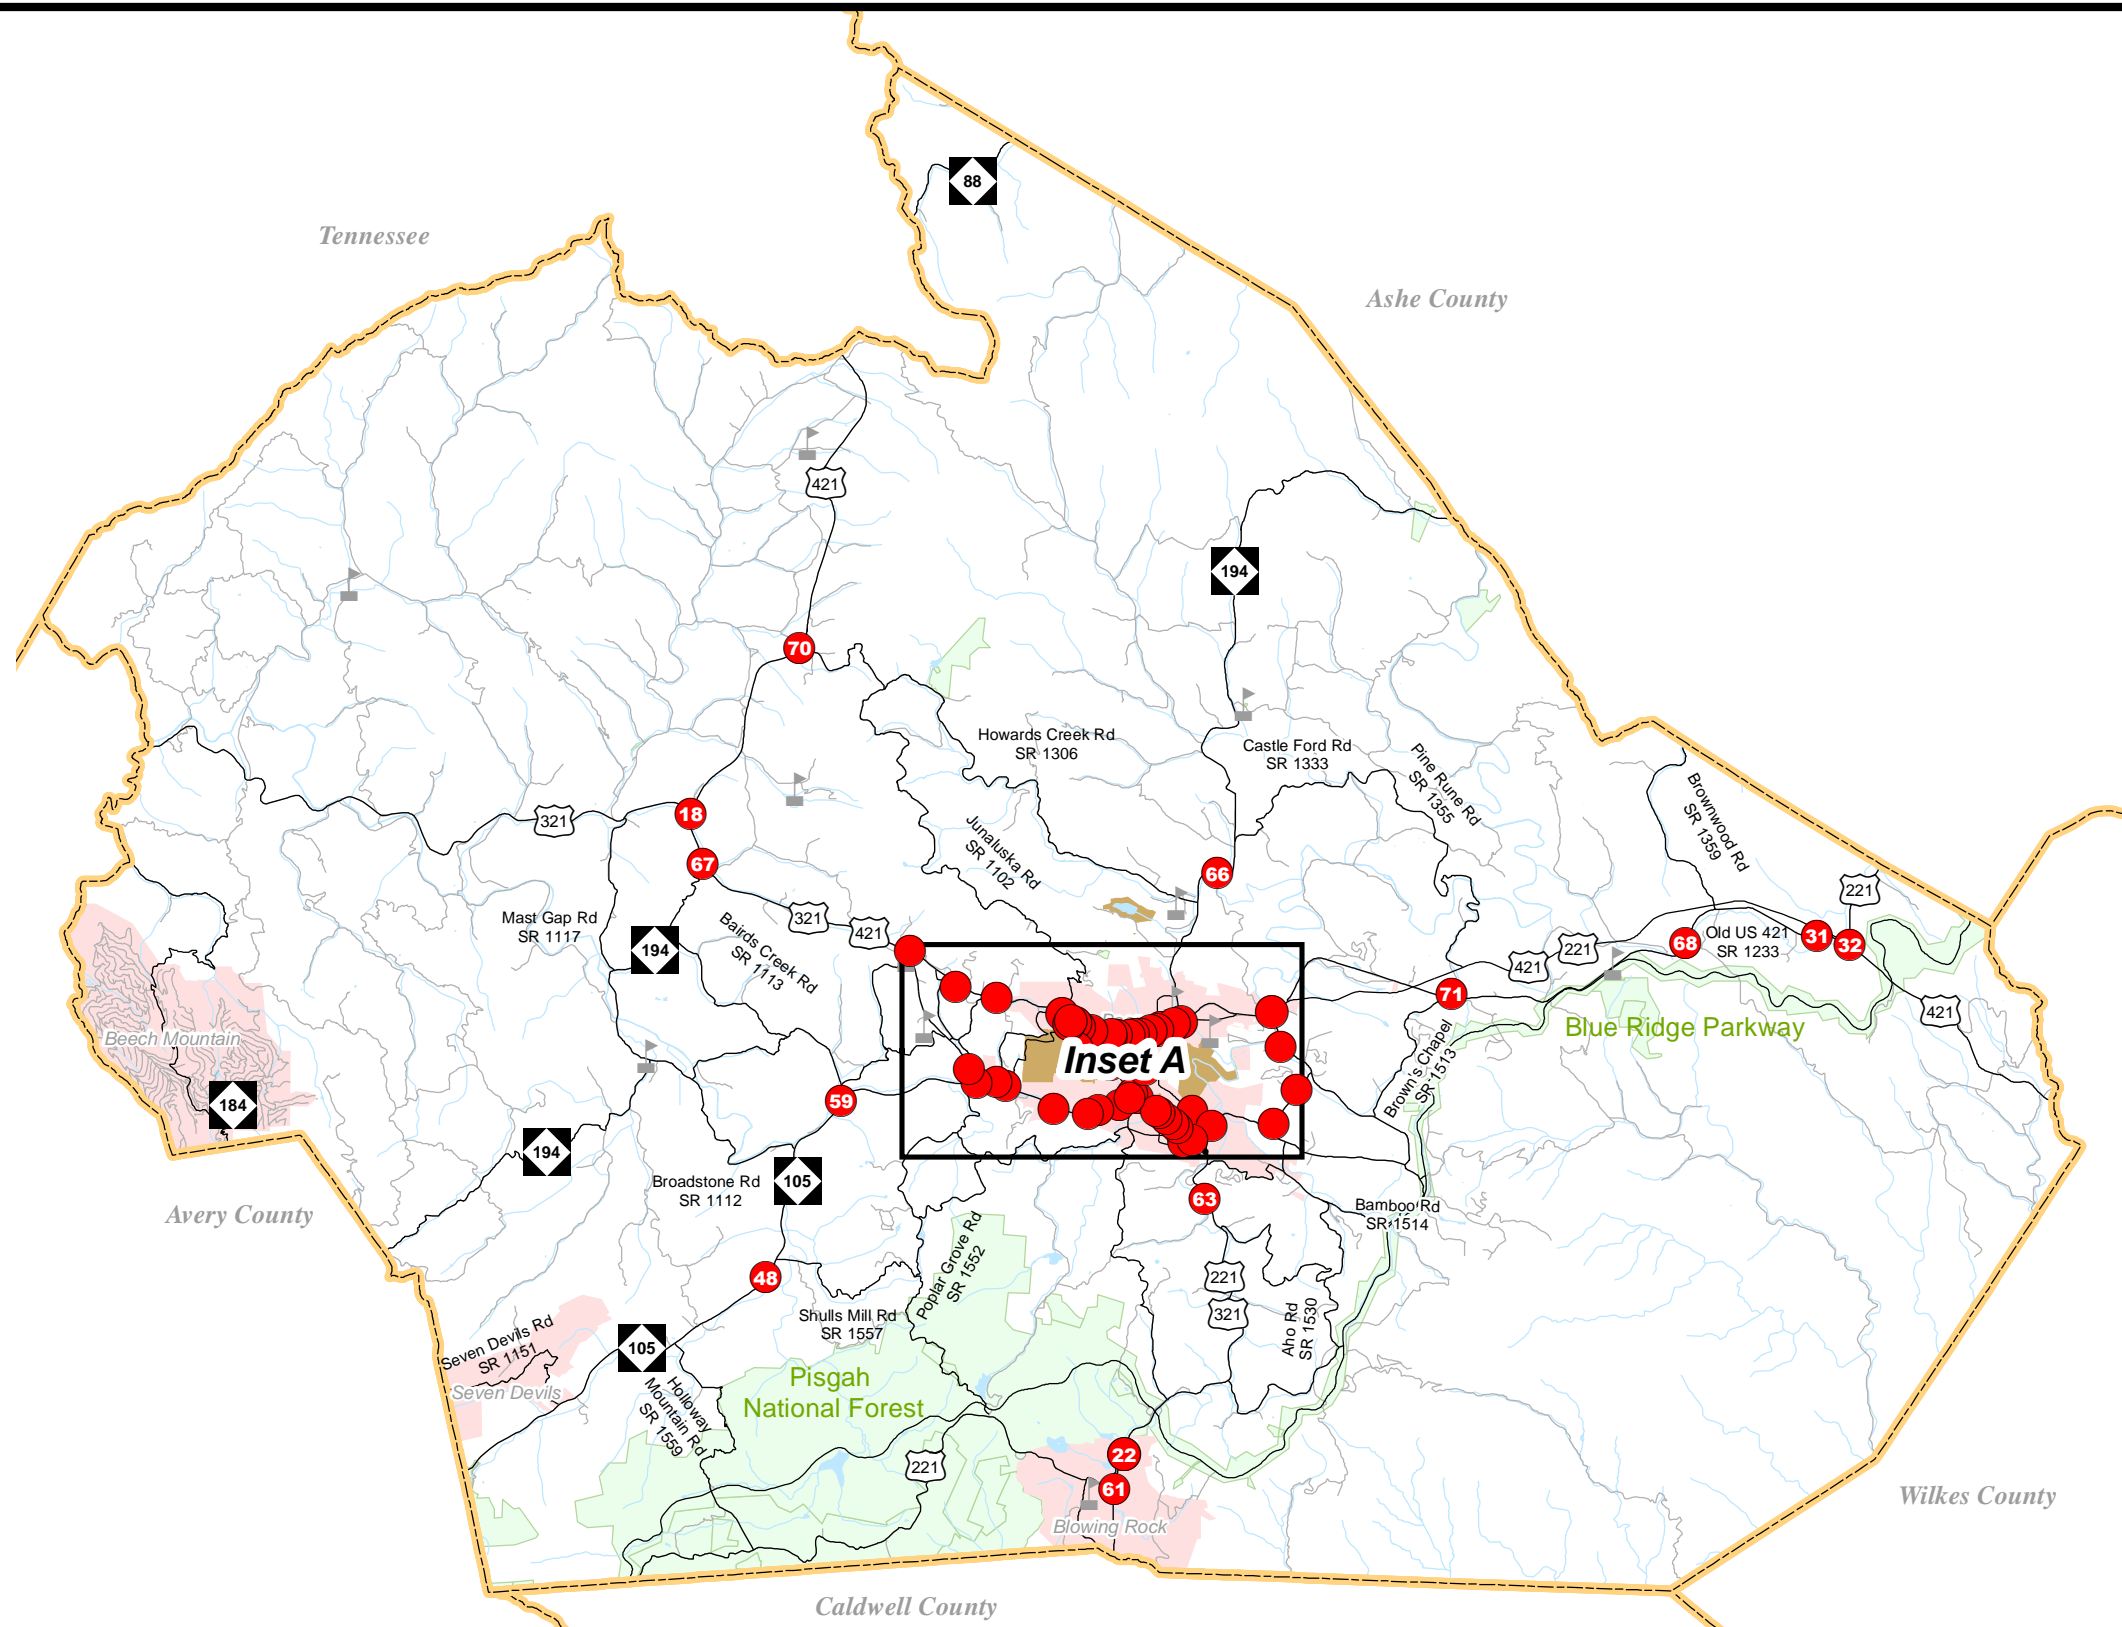 88
Tennessee
Ashe County
421
194
70
Howards Creek Rd
SR 1306
Castle Ford Rd
SR 1333
Pine Rune Rd
SR 1355
Brownwood Rd
SR 1359
321
18
67
Junaluska Rd
SR 1102
66
221
Mast Gap Rd
SR 1117
194
Bairds Creek Rd
SR 1113
321
421
68
Old US 421
SR 1233
31
32
421
221
71
421
Beech Mountain
184
Inset A
Blue Ridge Parkway
Brown's Chapel
SR 1513
59
194
Broadstone Rd
SR 1112
105
63
Bamboo Rd
SR 1514
Avery County
Poplar Grove Rd
SR 1552
48
221
321
Shulls Mill Rd
SR 1557
Aho Rd
SR 1530
Seven Devils Rd
SR 1151
Seven Devils
105
Holloway
Mountain Rd
SR 1559
Pisgah
National Forest
221
22
61
Blowing Rock
Wilkes County
Caldwell County